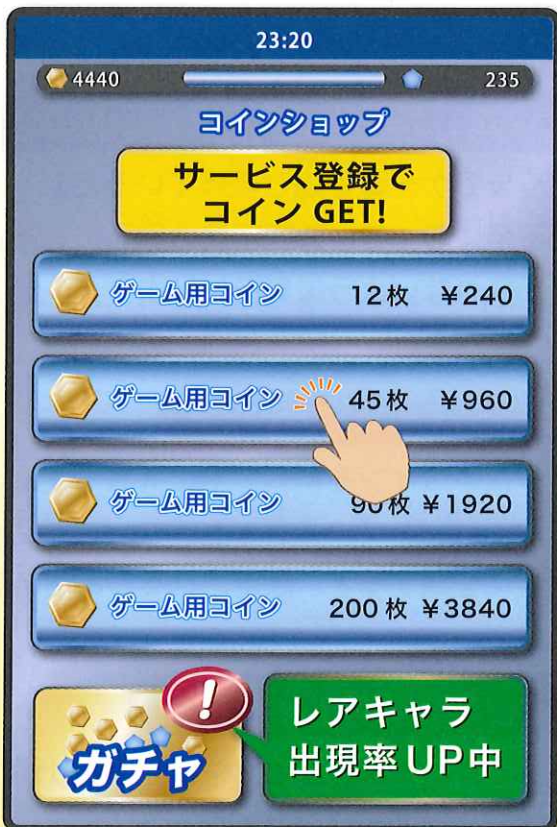 23:20
4440 235
コインショップ
サービス登録で
コイン GET!
ゲーム用コイン 12枚 ¥240
ゲーム用コイン 45枚 ¥960
ゲーム用コイン 90枚 ¥1920
ゲーム用コイン 200枚 ¥3840
!
ガチャ
レアキャラ
出現率UP中